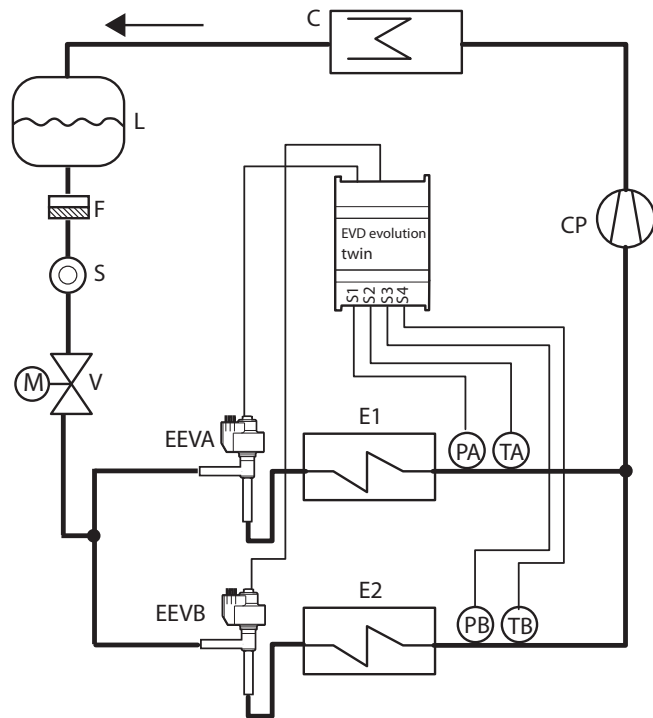 C
L
F
CP
EVD evolution
twin
S1
S2
S3
S4
S
M
V
EEVA
E1
PA
TA
EEVB
E2
PB
TB